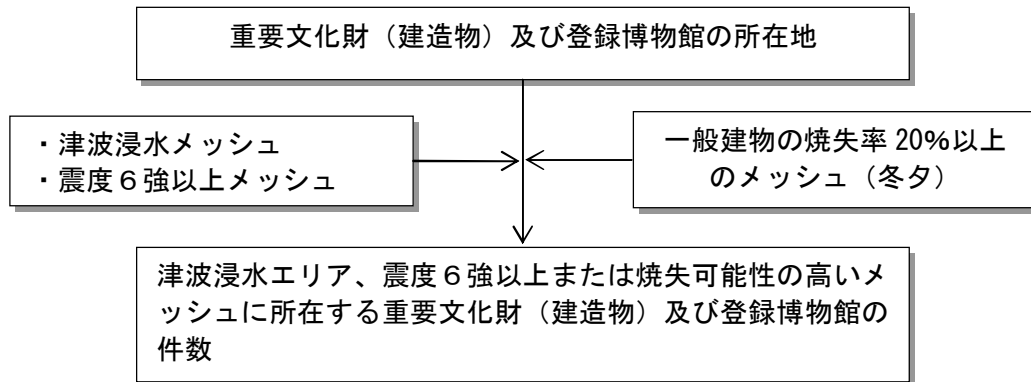 重要文化財（建造物）及び登録博物館の所在地
・津波浸水メッシュ
・震度６強以上メッシュ
一般建物の焼失率 20%以上
のメッシュ（冬夕）
津波浸水エリア、震度６強以上または焼失可能性の高いメ
ッシュに所在する重要文化財（建造物）及び登録博物館の
件数